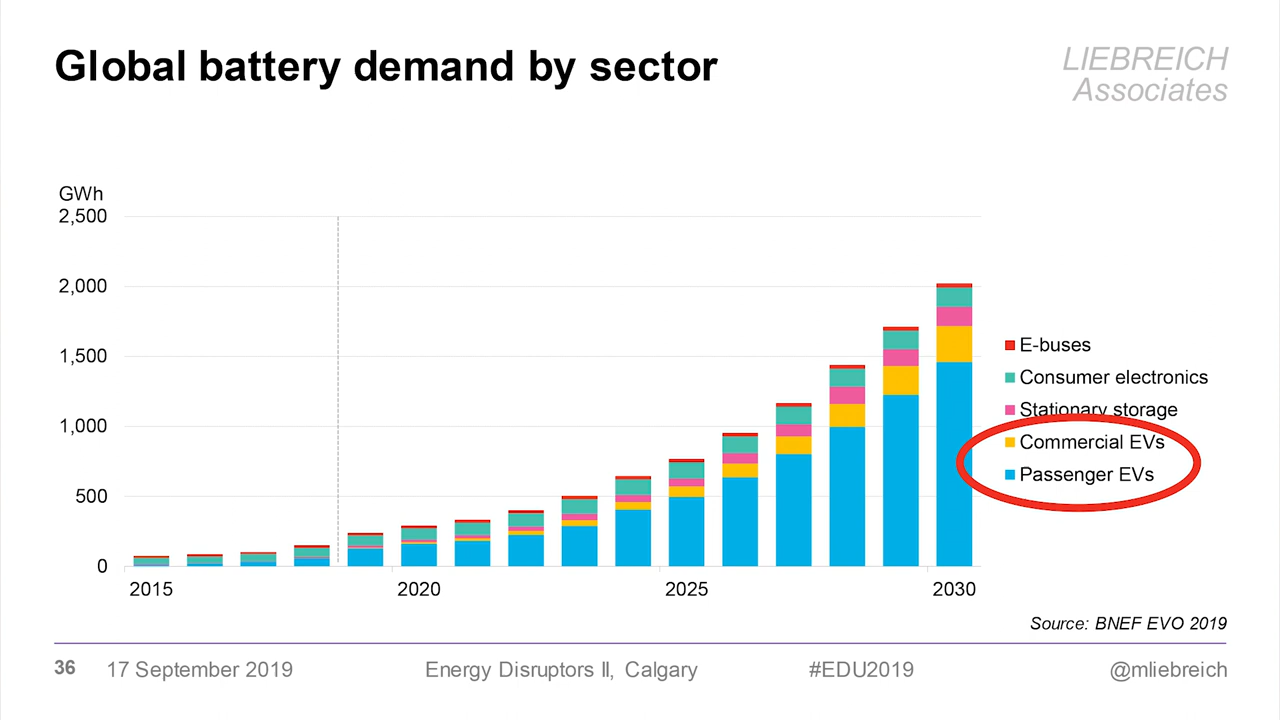 Global battery demand by sector
LIEBREICH
Associates
GWh
2,500
2,000
1,500
1,000
500
0
2015
2020
2025
2030
E-buses
Consumer electronics
Stationary storage
Commercial EVs
Passenger EVs
Source: BNEF EVO 2019
36 17 September 2019 Energy Disruptors II, Calgary #EDU2019 @mliebreich